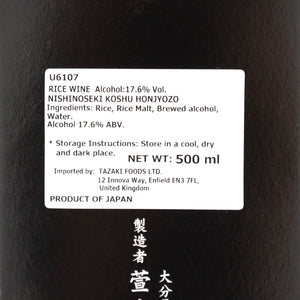 U6107
RICE WINE Alcohol:17.6% Vol.
NISHINOSEKI KOSHU HONJYOZO
Ingredients: Rice, Rice Malt, Brewed alcohol,
Water.
Alcohol 17.6% ABV.
* Storage Instructions: Store in a cool, dry
and dark place.
NET WT: 500 ml
Imported by: TAZAKI FOODS LTD.
12 Innova Way, Enfield EN3 7FL,
United Kingdom
PRODUCT OF JAPAN
大分
製造者 萱